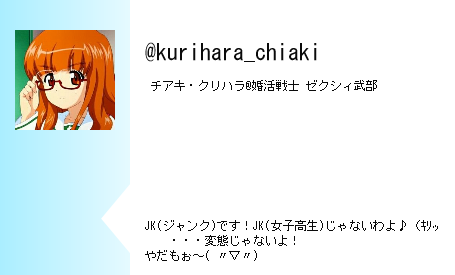 @kurihara_chiaki
チアキ・クリハラ@婚活戦士 ゼクシィ武部
JK(ジャンク)です！JK(女子高生)じゃないわよ♪（ｷﾘｯ
・・・変態じゃないよ！
やだもぉ～( 〃▽〃)